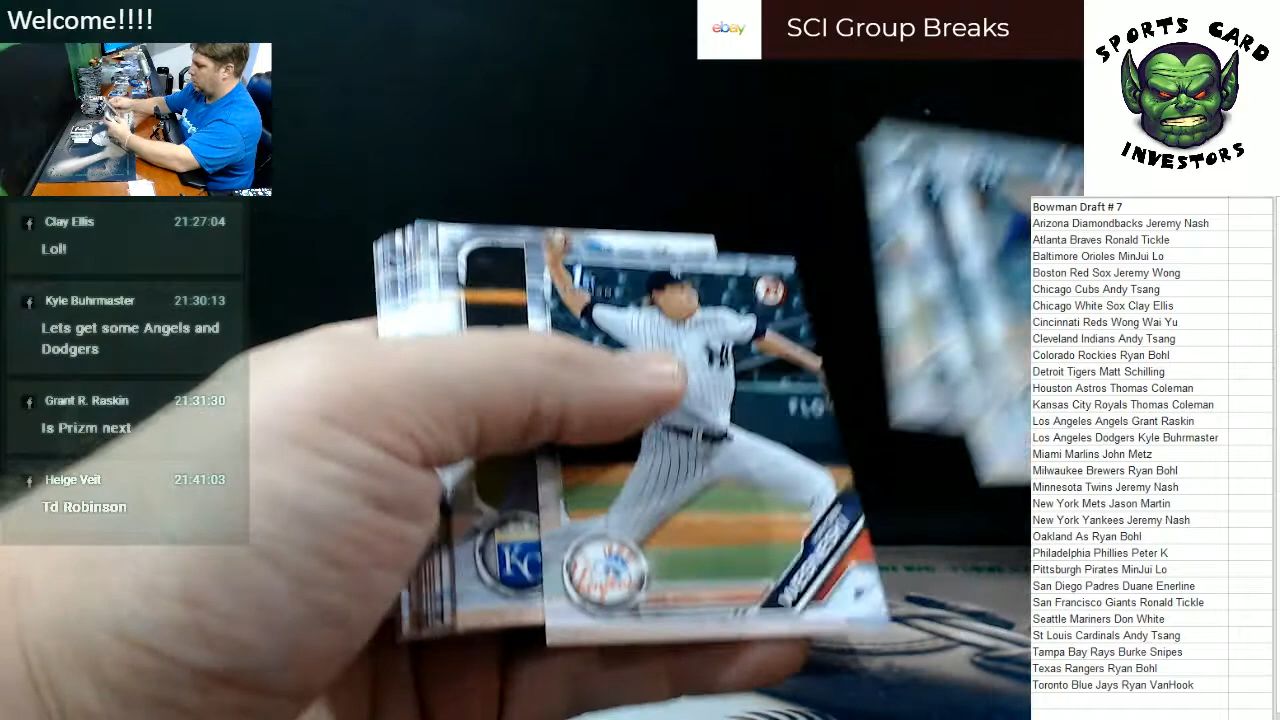 Welcome!!!!
ebay
SCI Group Breaks
SPORTS CARD
INVESTORS
Clay Ellis 21:27:04
Lol!
Kyle Buhrmaster 21:30:13
Lets get some Angels and
Dodgers
Grant R. Raskin 21:31:30
Is Prizm next
Helge Veit 21:41:03
Td Robinson
KC
Bowman Draft # 7
Arizona Diamondbacks Jeremy Nash
Atlanta Braves Ronald Tickle
Baltimore Orioles MinJui Lo
Boston Red Sox Jeremy Wong
Chicago Cubs Andy Tsang
Chicago White Sox Clay Ellis
Cincinnati Reds Wong Wai Yu
Cleveland Indians Andy Tsang
Colorado Rockies Ryan Bohl
Detroit Tigers Matt Schilling
Houston Astros Thomas Coleman
Kansas City Royals Thomas Coleman
Los Angeles Angels Grant Raskin
Los Angeles Dodgers Kyle Buhrmaster
Miami Marlins John Metz
Milwaukee Brewers Ryan Bohl
Minnesota Twins Jeremy Nash
New York Mets Jason Martin
New York Yankees Jeremy Nash
Oakland As Ryan Bohl
Philadelphia Phillies Peter K
Pittsburgh Pirates MinJui Lo
San Diego Padres Duane Enerline
San Francisco Giants Ronald Tickle
Seattle Mariners Don White
St Louis Cardinals Andy Tsang
Tampa Bay Rays Burke Snipes
Texas Rangers Ryan Bohl
Toronto Blue Jays Ryan VanHook